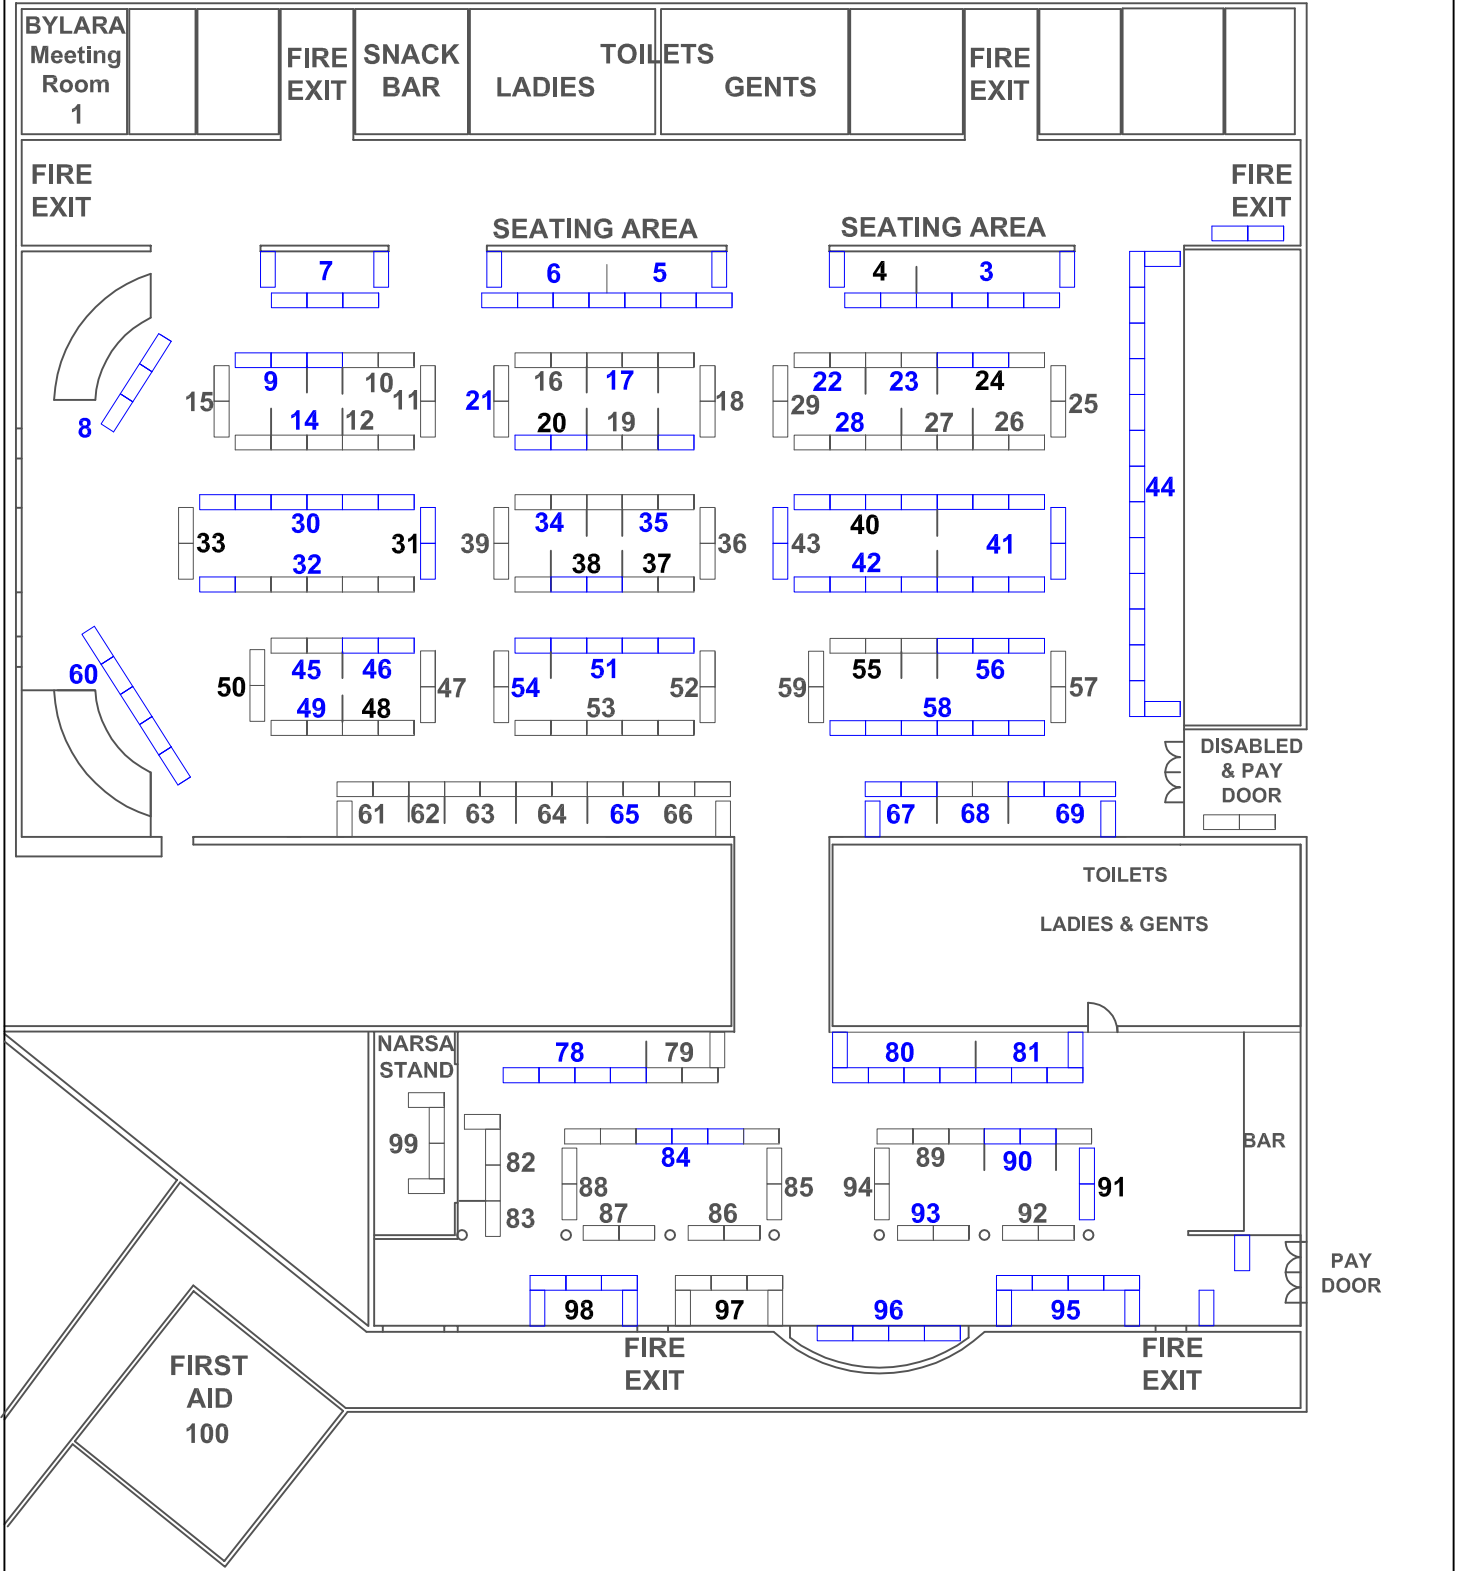 BYLARA
Meeting
Room
1
FIRE
EXIT
SNACK
BAR
TOILETS
LADIES
GENTS
FIRE
EXIT
FIRE
EXIT
FIRE
EXIT
SEATING AREA
SEATING AREA
7
6
5
4
3
8
9
10
15
11
14
12
16
17
21
18
20
19
22
23
24
29
25
28
27
26
44
30
33
31
32
34
35
39
36
38
37
40
43
41
42
60
45
46
50
47
49
48
51
54
52
53
55
56
59
57
58
DISABLED
& PAY
DOOR
61
62
63
64
65
66
67
68
69
TOILETS
LADIES & GENTS
NARSA
STAND
78
79
80
81
99
82
83
84
88
85
87
86
89
90
94
91
93
92
BAR
PAY
DOOR
98
97
96
95
FIRE
EXIT
FIRE
EXIT
FIRST
AID
100